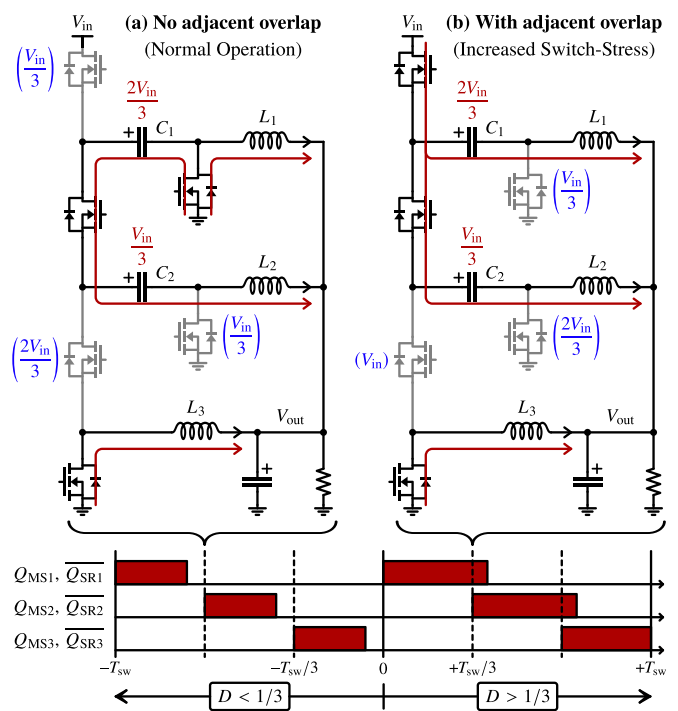 (a) No adjacent overlap
(Normal Operation)
V_in
(V_in/3)
2V_in/3
+ C_1
L_1
V_in/3
+ C_2
L_2
(V_in/3)
(2V_in/3)
L_3
V_out
+
(b) With adjacent overlap
(Increased Switch-Stress)
V_in
2V_in/3
+ C_1
L_1
(V_in/3)
V_in/3
+ C_2
L_2
(2V_in/3)
(V_in)
L_3
V_out
+
Q_MS1, \overline{Q_SR1}
Q_MS2, \overline{Q_SR2}
Q_MS3, \overline{Q_SR3}
−T_sw −T_sw/3 0 +T_sw/3 +T_sw
D < 1/3 D > 1/3